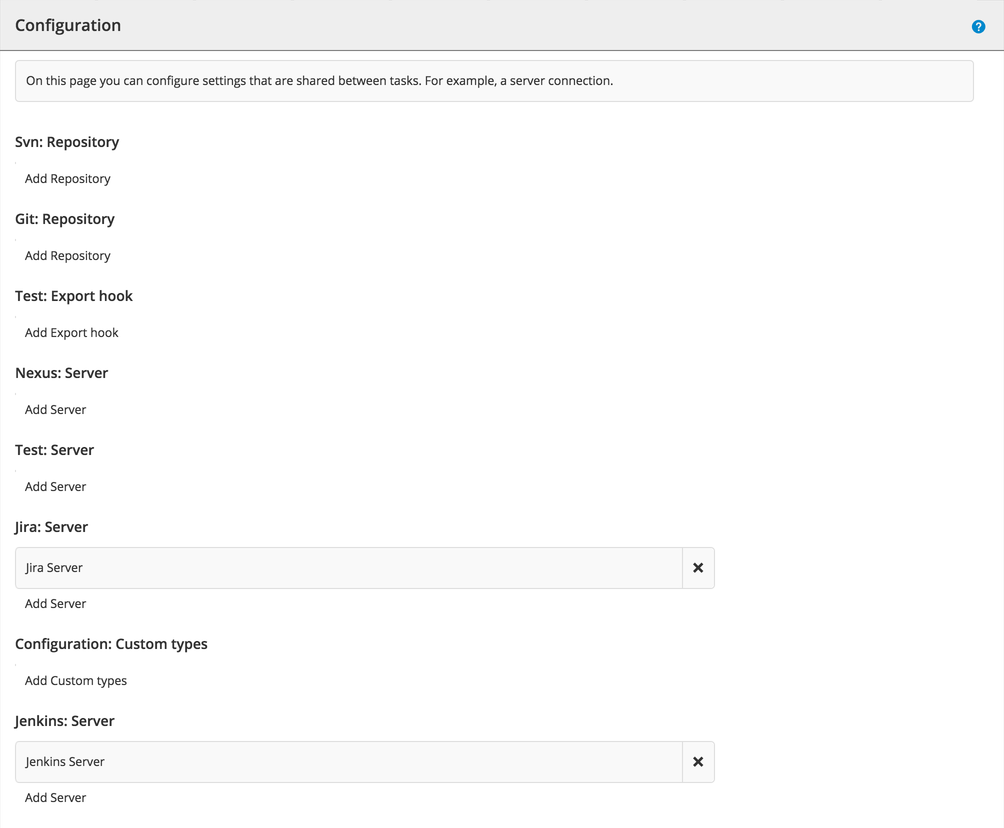 Configuration
?
On this page you can configure settings that are shared between tasks. For example, a server connection.
Svn: Repository
Add Repository
Git: Repository
Add Repository
Test: Export hook
Add Export hook
Nexus: Server
Add Server
Test: Server
Add Server
Jira: Server
Jira Server
Add Server
Configuration: Custom types
Add Custom types
Jenkins: Server
Jenkins Server
Add Server